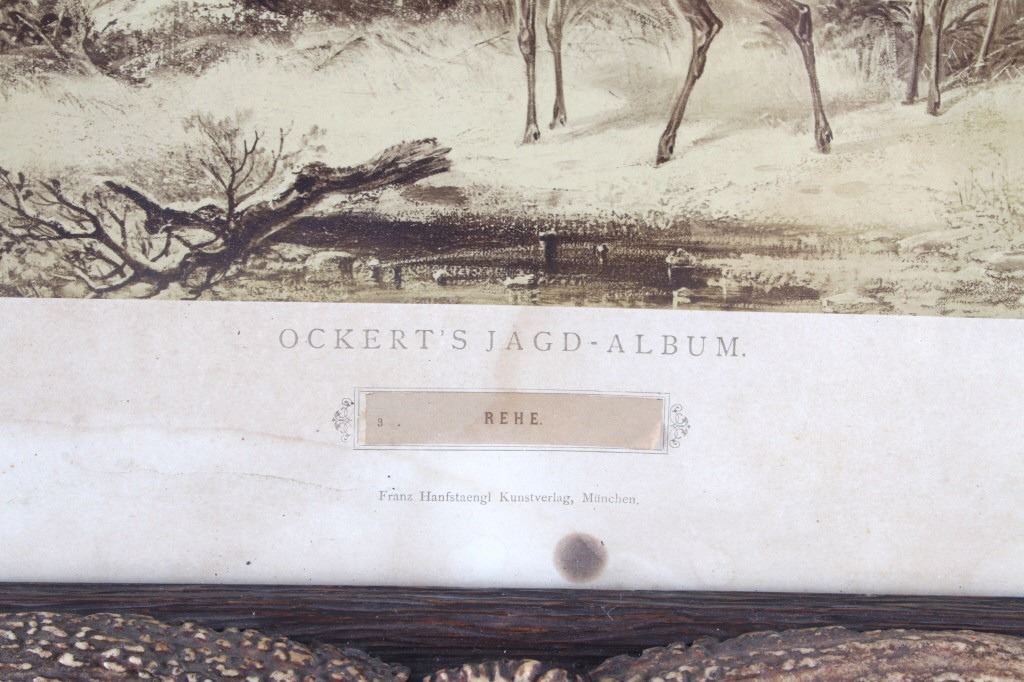 OCKERT'S JAGD-ALBUM.
3 . REHE.
Franz Hanfstaengl Kunstverlag, München.